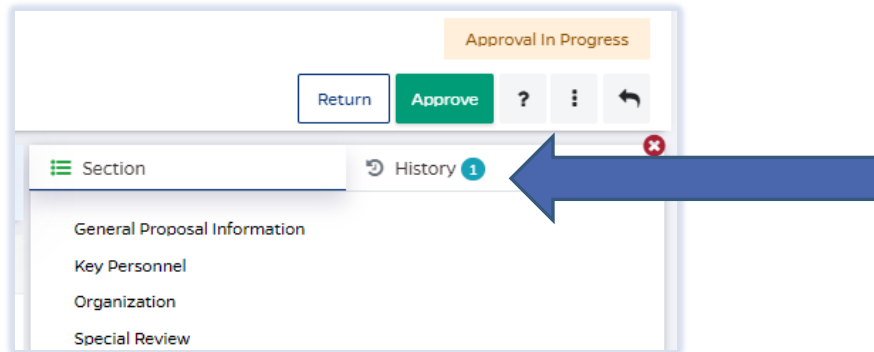 Approval In Progress
Return Approve ?
Section History 1
General Proposal Information
Key Personnel
Organization
Special Review